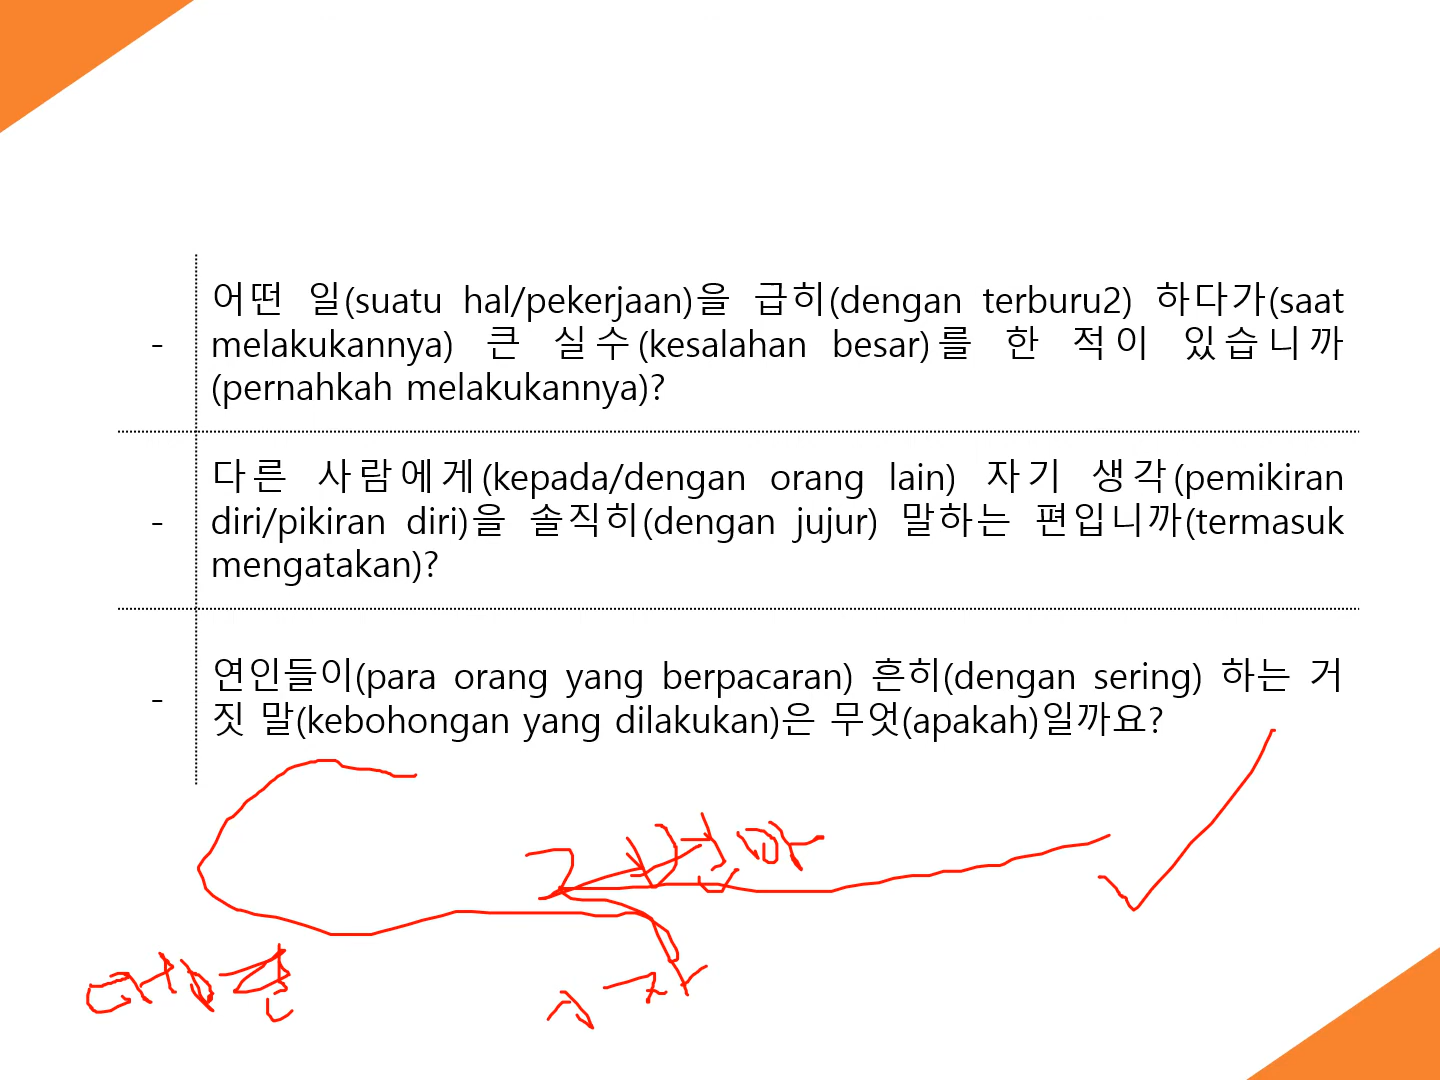 어떤 일(suatu hal/pekerjaan)을 급히(dengan terburu2) 하다가(saat
- melakukannya) 큰 실수(kesalahan besar)를 한 적이 있습니까
(pernahkah melakukannya)?
다른 사람에게(kepada/dengan orang lain) 자기 생각(pemikiran
- diri/pikiran diri)을 솔직히(dengan jujur) 말하는 편입니까(termasuk
mengatakan)?
연인들이(para orang yang berpacaran) 흔히(dengan sering) 하는 거
- 짓 말(kebohongan yang dilakukan)은 무엇(apakah)일까요?